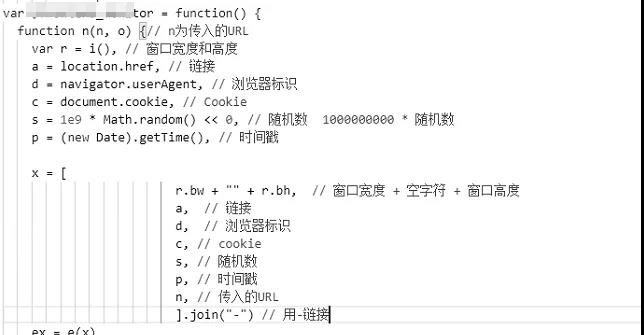 var = function() {
function n(n, o) {// n为传入的URL
var r = i(), // 窗口宽度和高度
a = location.href, // 链接
d = navigator.userAgent, // 浏览器标识
c = document.cookie, // Cookie
s = 1e9 * Math.random() << 0, // 随机数 1000000000 * 随机数
p = (new Date).getTime(), // 时间戳
x = [
r.bw + "" + r.bh, // 窗口宽度 + 空字符 + 窗口高度
a, // 链接
d, // 浏览器标识
c, // cookie
s, // 随机数
p, // 时间戳
n, // 传入的URL
].join("-") // 用-链接
ex = e(x)